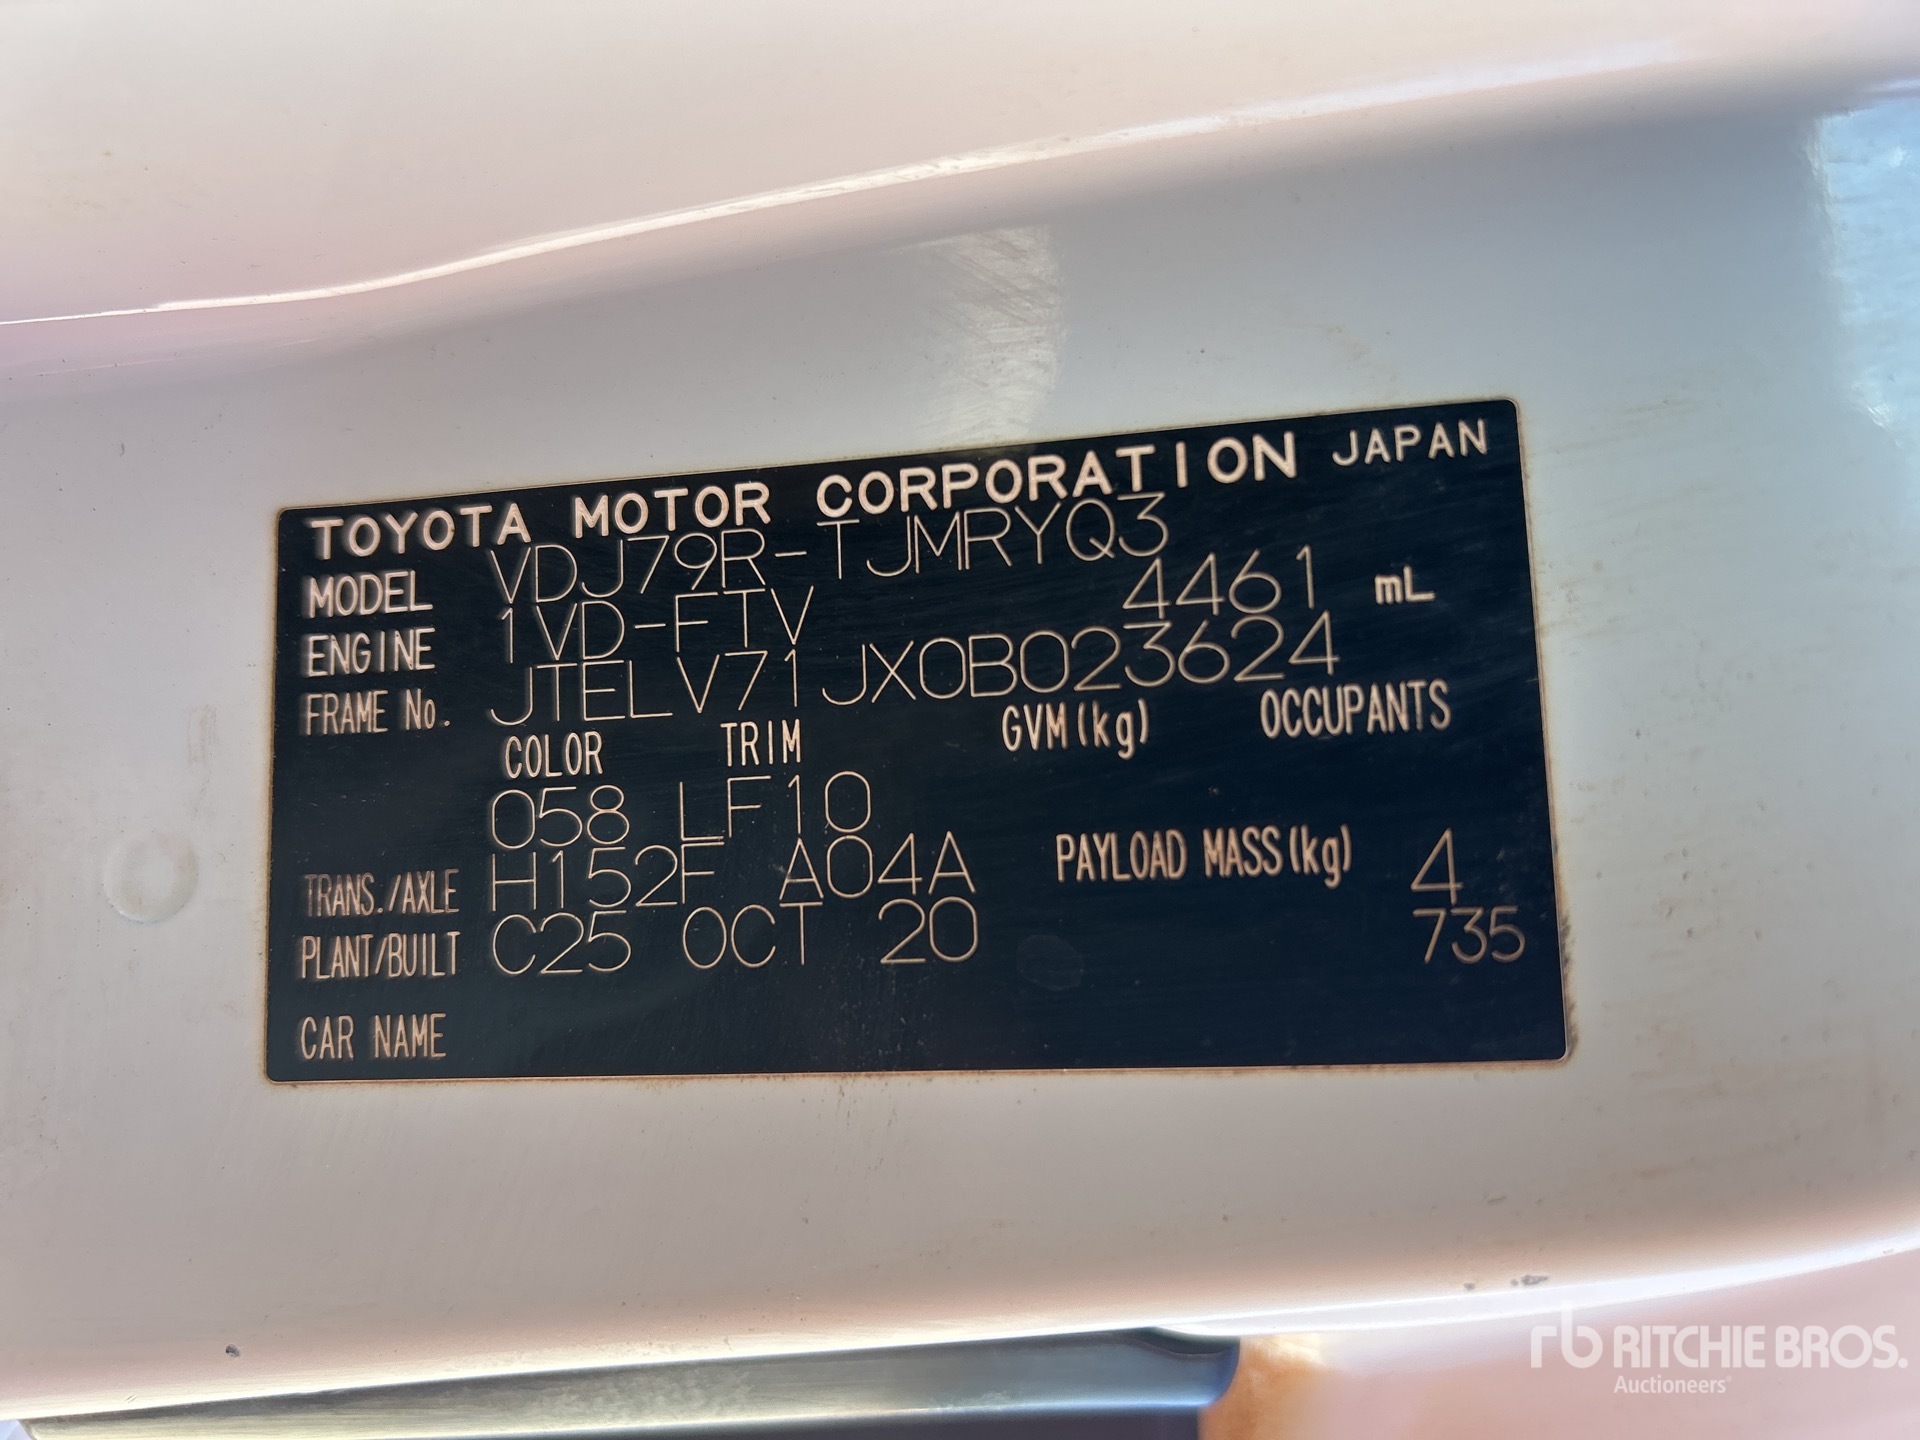 TOYOTA MOTOR CORPORATION JAPAN
MODEL VDJ79R-TJMRYQ3
ENGINE 1VD-FTV 4461 mL
FRAME No. JTELV71JX0B023624
COLOR TRIM GVM(kg) OCCUPANTS
058 LF10
TRANS./AXLE H152F A04A PAYLOAD MASS(kg) 4
PLANT/BUILT C25 OCT 20 735
CAR NAME
rb RITCHIE BROS.
Auctioneers